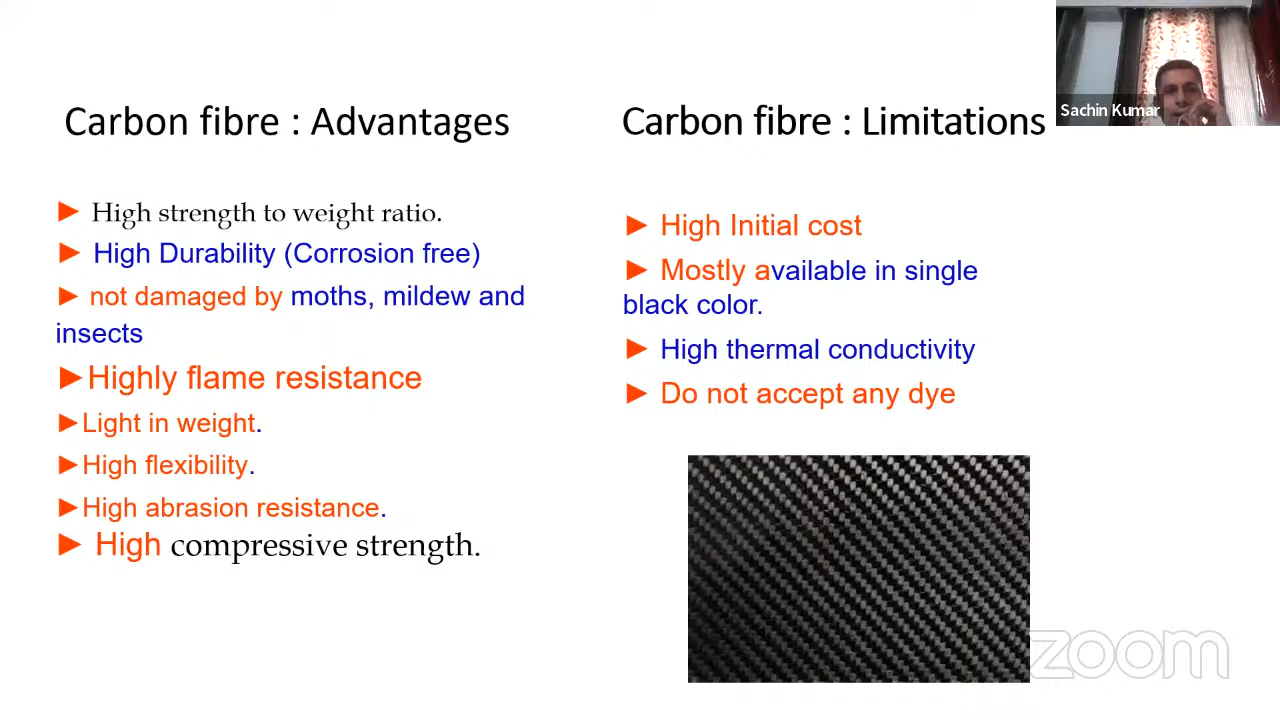 Sachin Kumar
Carbon fibre : Advantages
► High strength to weight ratio.
► High Durability (Corrosion free)
► not damaged by moths, mildew and
insects
►Highly flame resistance
►Light in weight.
►High flexibility.
►High abrasion resistance.
► High compressive strength.
Carbon fibre : Limitations
► High Initial cost
► Mostly available in single
black color.
► High thermal conductivity
► Do not accept any dye
zoom